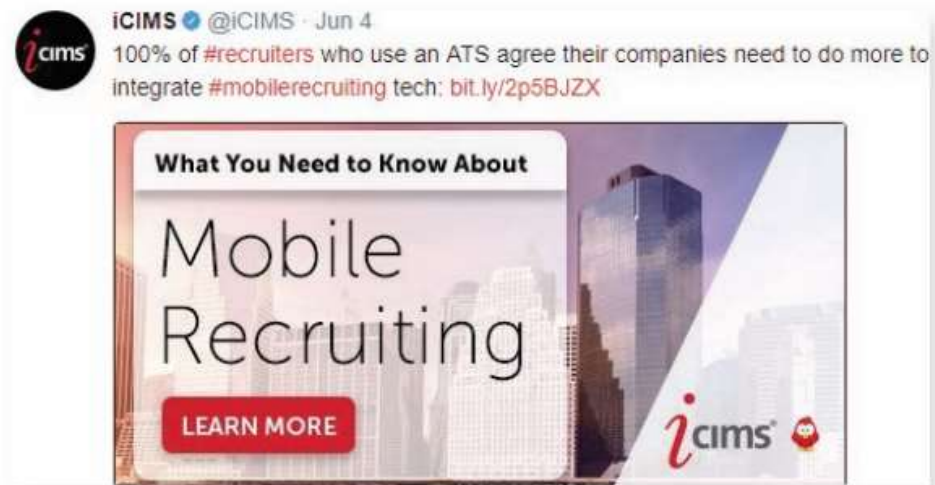 iCIMS @iCIMS · Jun 4
icims
100% of #recruiters who use an ATS agree their companies need to do more to
integrate #mobilerecruiting tech: bit.ly/2p5BJZX
What You Need to Know About
Mobile
Recruiting
LEARN MORE
icims®